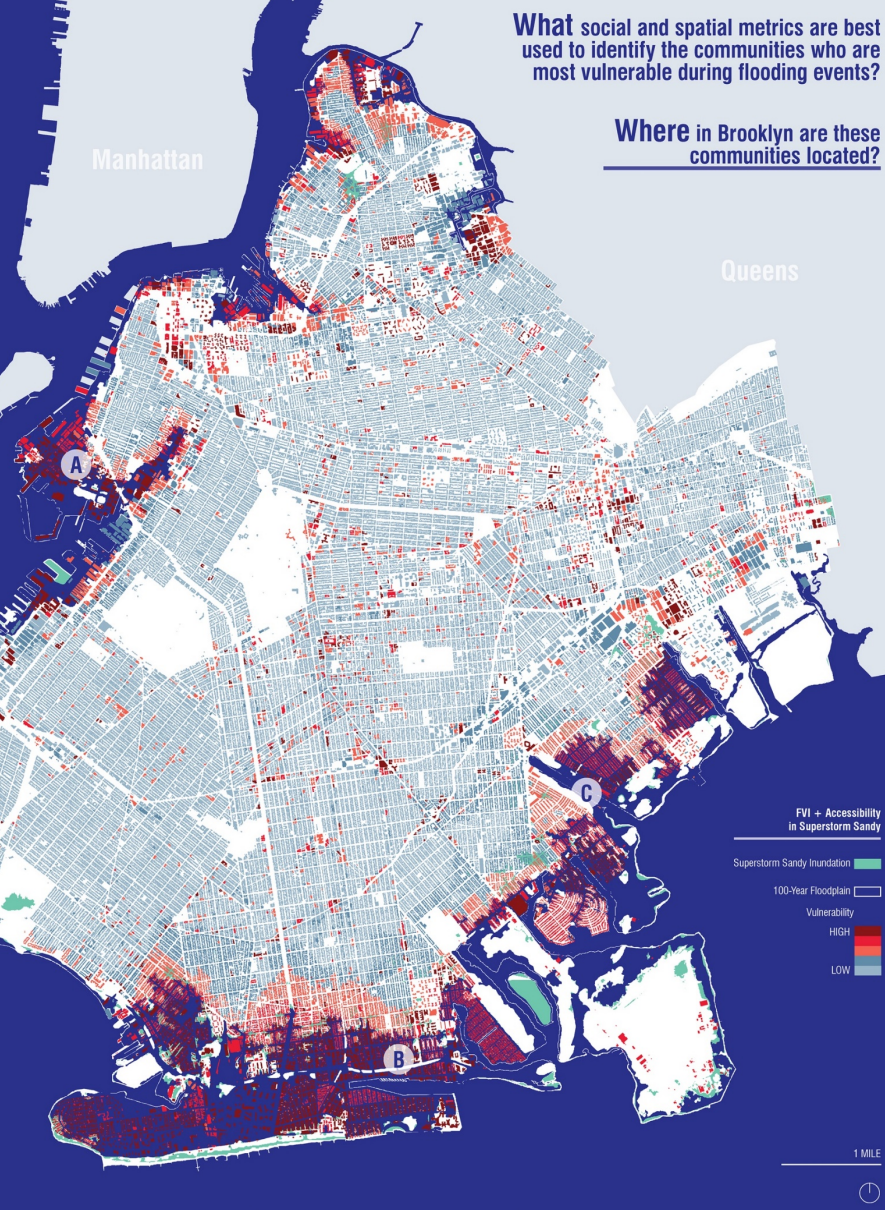 What social and spatial metrics are best
used to identify the communities who are
most vulnerable during flooding events?
Where in Brooklyn are these
communities located?
Manhattan
Queens
A
C
B
FVI + Accessibility
in Superstorm Sandy
Superstorm Sandy Inundation
100-Year Floodplain
Vulnerability
HIGH
LOW
1 MILE